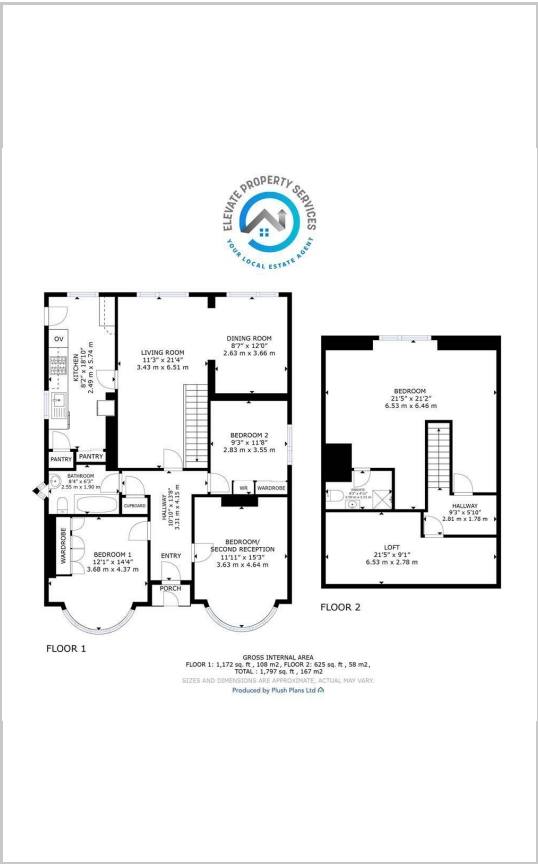 ELEVATE PROPERTY SERVICES
YOUR LOCAL ESTATE AGENT
OV
KITCHEN
8'2" x 18'10"
2.49 m x 5.74 m
LIVING ROOM
11'3" x 21'4"
3.43 m x 6.51 m
DINING ROOM
8'7" x 12'0"
2.63 m x 3.66 m
BEDROOM 2
9'3" x 11'8"
2.83 m x 3.55 m
PANTRY
PANTRY
BATHROOM
8'4" x 6'3"
2.55 m x 1.90 m
CUPBOARD
HALLWAY
10'10" x 13'8"
3.31 m x 4.15 m
WR
WARDROBE
WARDROBE
BEDROOM 1
12'1" x 14'4"
3.68 m x 4.37 m
ENTRY
PORCH
BEDROOM/
SECOND RECEPTION
11'11" x 15'3"
3.63 m x 4.64 m
FLOOR 1
BEDROOM
21'5" x 21'2"
6.53 m x 6.46 m
HALLWAY
9'3" x 5'10"
2.81 m x 1.78 m
LOFT
21'5" x 9'1"
6.53 m x 2.78 m
FLOOR 2
GROSS INTERNAL AREA
FLOOR 1: 1,172 sq. ft , 108 m2, FLOOR 2: 625 sq. ft , 58 m2,
TOTAL : 1,797 sq. ft , 167 m2
SIZES AND DIMENSIONS ARE APPROXIMATE, ACTUAL MAY VARY.
Produced by Plush Plans Ltd